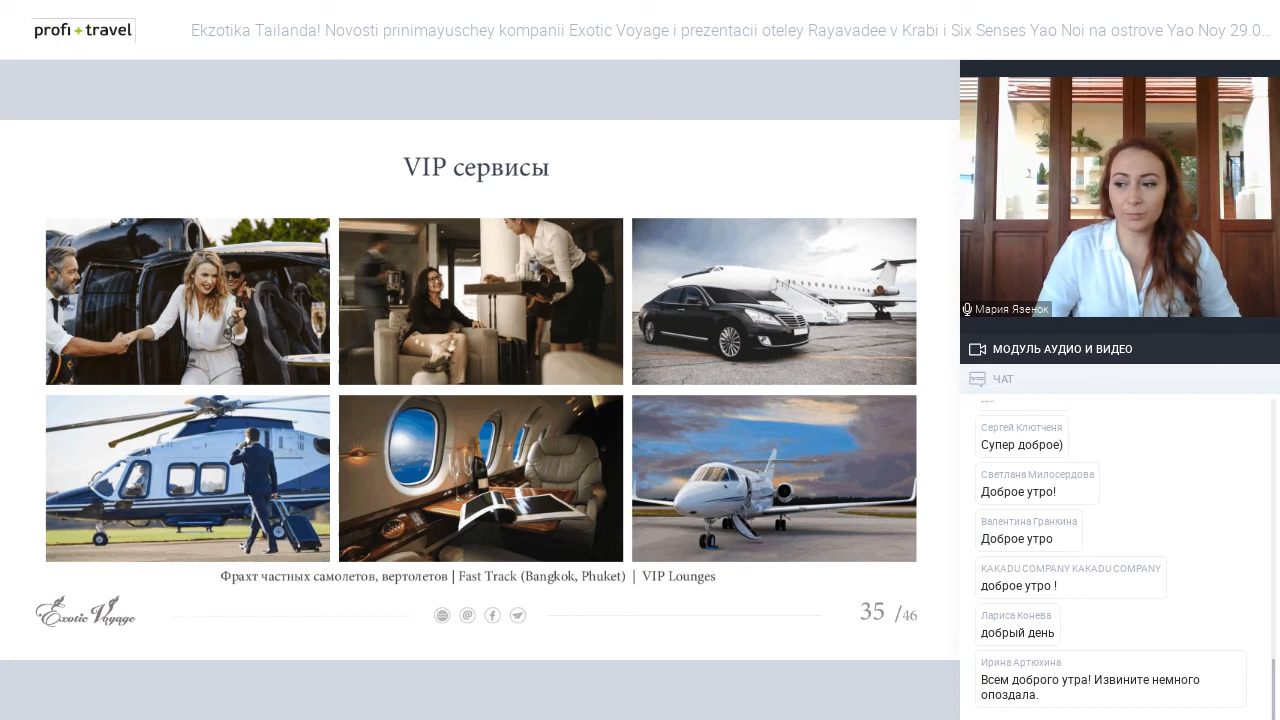 profi + travel
Ekzotika Tailanda! Novosti prinimayuschey kompanii Exotic Voyage i prezentacii oteley Rayavadee v Krabi i Six Senses Yao Noi na ostrove Yao Noy 29.0...
VIP сервисы
Фрахт частных самолетов, вертолетов | Fast Track (Bangkok, Phuket) | VIP Lounges
Exotic Voyage
35 /46
Мария Язенок
МОДУЛЬ АУДИО И ВИДЕО
ЧАТ
Сергей Клютченя
Супер доброе)
Светлана Милосердова
Доброе утро!
Валентина Гранкина
Доброе утро
KAKADU COMPANY KAKADU COMPANY
доброе утро !
Лариса Конева
добрый день
Ирина Артюхина
Всем доброго утра! Извините немного
опоздала.